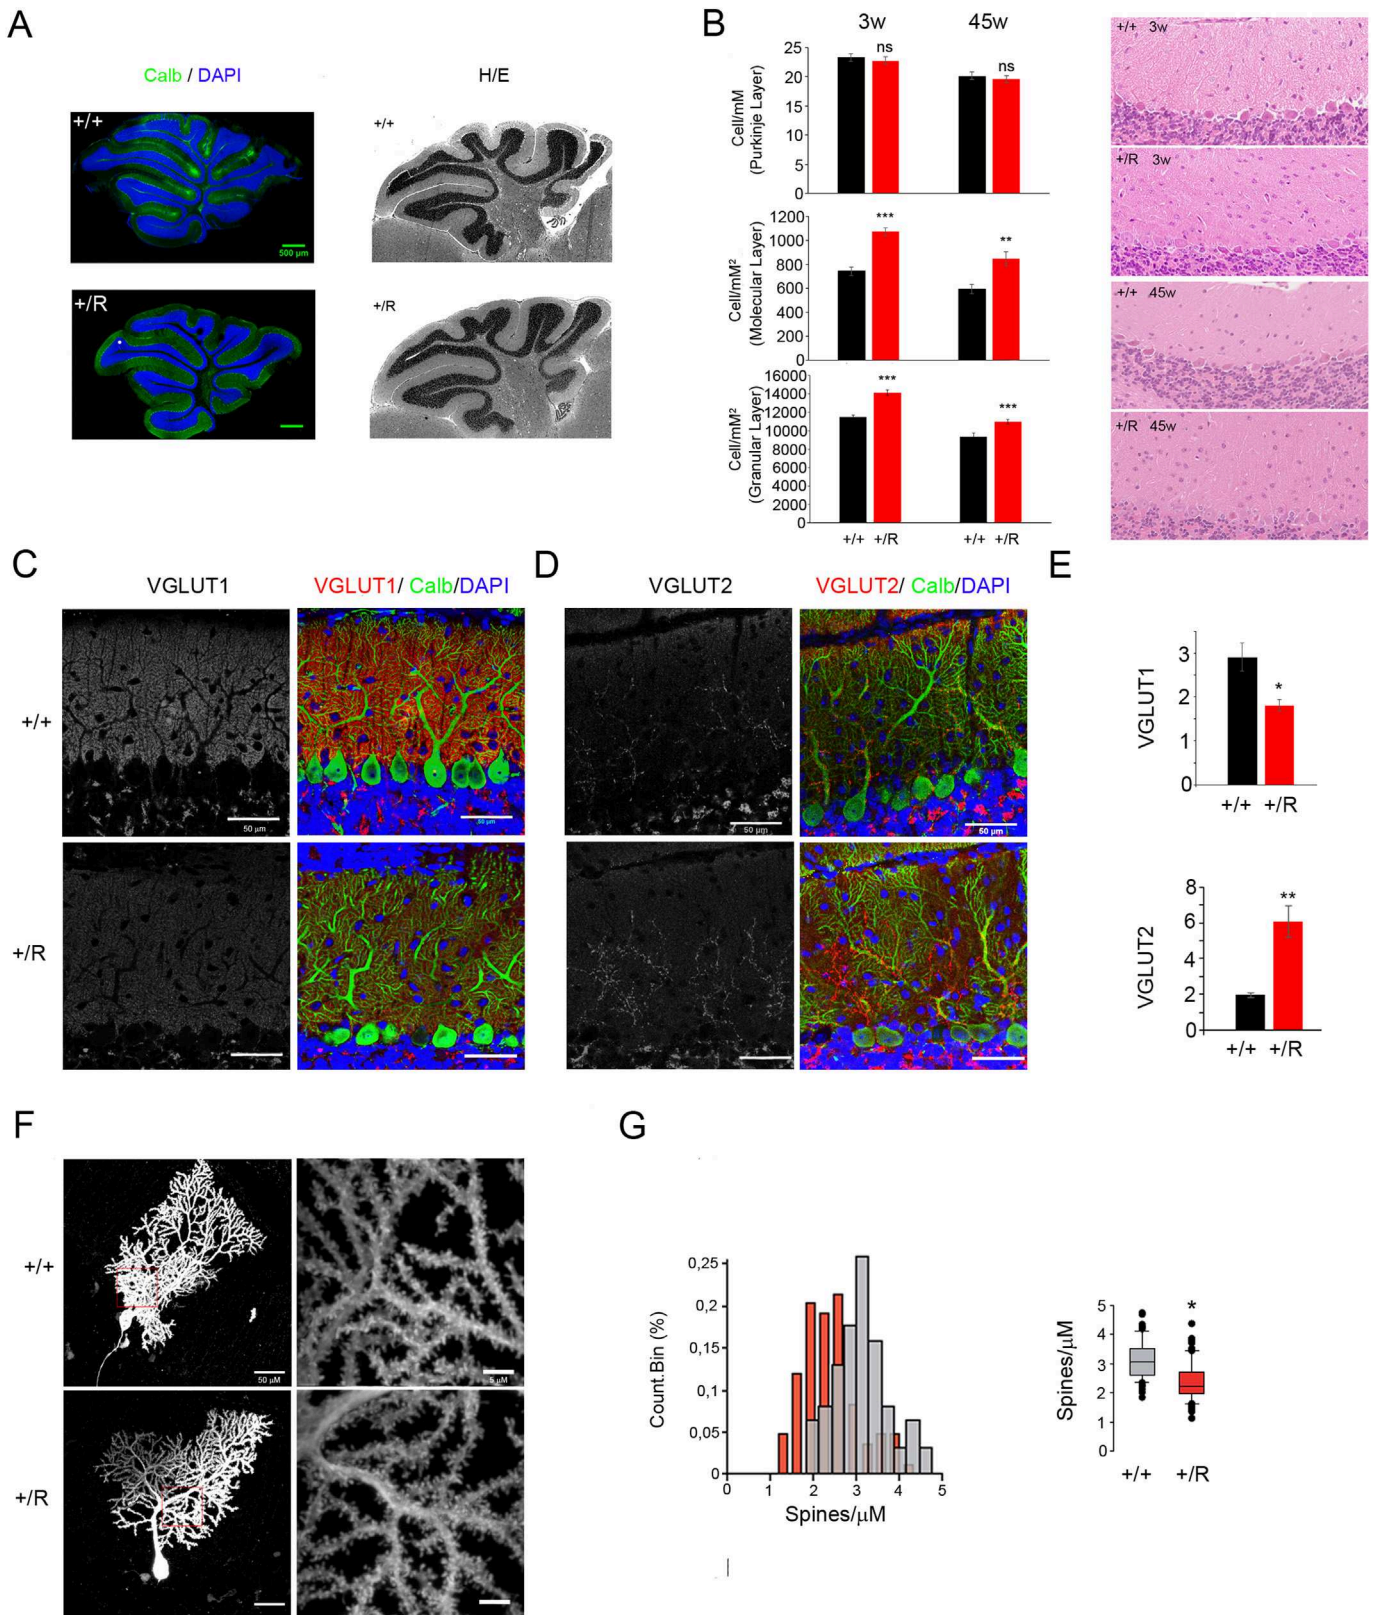 A
Calb / DAPI
H/E
+/+
500 µm
+/+
+/R
+/R
B
3w
45w
Cell/mM
(Purkinje Layer)
25
20
15
10
5
0
ns
ns
Cell/mM²
(Molecular Layer)
1200
1000
800
600
400
200
0
***
**
Cell/mM²
(Granular Layer)
16000
14000
12000
10000
8000
6000
4000
2000
0
***
***
+/+ +/R
+/+ +/R
+/+ 3w
+/R 3w
+/+ 45w
+/R 45w
C
VGLUT1
VGLUT1/ Calb/DAPI
+/+
50 µm
50 µm
+/R
D
VGLUT2
VGLUT2/ Calb/DAPI
50 µm
50 µm
E
VGLUT1
3
2
1
0
*
+/+ +/R
VGLUT2
8
6
4
2
0
**
+/+ +/R
F
+/+
50 µM
5 µM
+/R
G
Count.Bin (%)
0,25
0,2
0,15
0,1
0,05
0
0 1 2 3 4 5
Spines/µM
Spines/µM
5
4
3
2
1
0
*
+/+ +/R